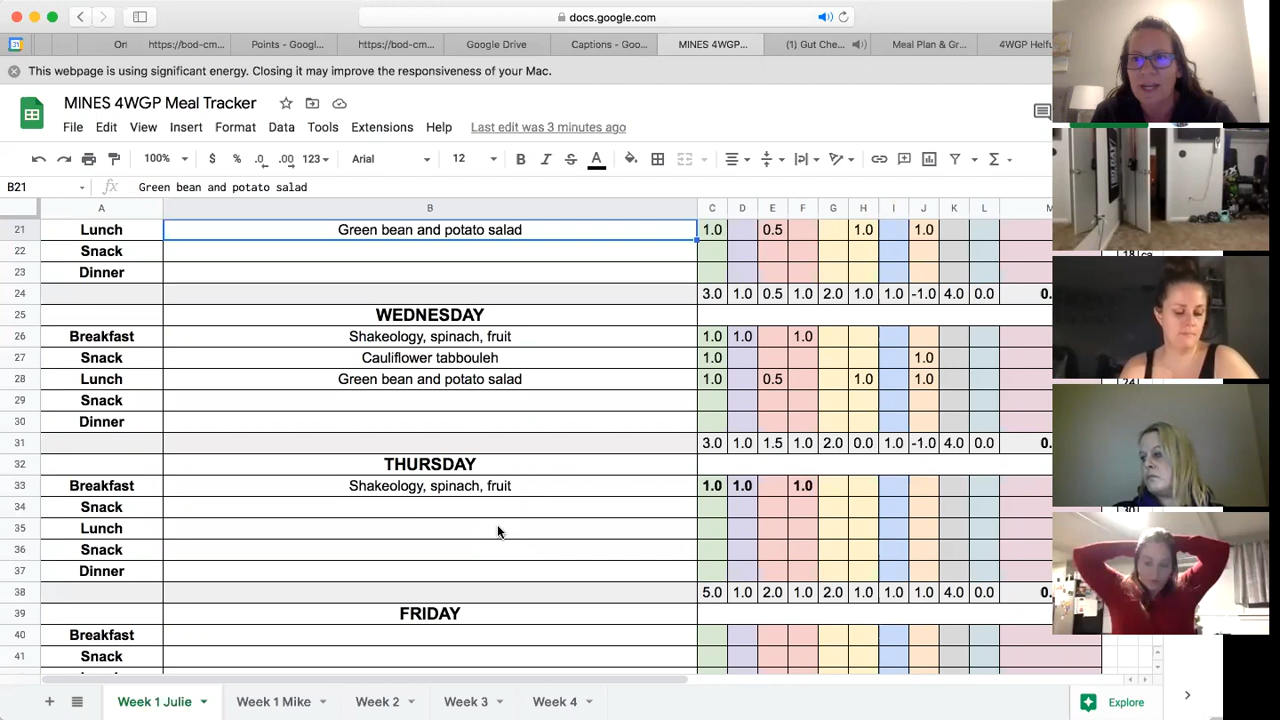 docs.google.com
Ori https://bod-cm... Points - Googl... https://bod-cm... Google Drive Captions - Goo... MINES 4WGP... (1) Gut Che... Meal Plan & Gr... 4WGP Helfu
This webpage is using significant energy. Closing it may improve the responsiveness of your Mac.
MINES 4WGP Meal Tracker
File Edit View Insert Format Data Tools Extensions Help Last edit was 3 minutes ago
100% $ % .0 .00 123 Arial 12 B I S A
B21 fx Green bean and potato salad
A B C D E F G H I J K L M
21 Lunch Green bean and potato salad 1.0 0.5 1.0 1.0
22 Snack
23 Dinner
24 3.0 1.0 0.5 1.0 2.0 1.0 1.0 -1.0 4.0 0.0 0.
25 WEDNESDAY
26 Breakfast Shakeology, spinach, fruit 1.0 1.0 1.0
27 Snack Cauliflower tabbouleh 1.0 1.0
28 Lunch Green bean and potato salad 1.0 0.5 1.0 1.0
29 Snack
30 Dinner
31 3.0 1.0 1.5 1.0 2.0 0.0 1.0 -1.0 4.0 0.0 0.
32 THURSDAY
33 Breakfast Shakeology, spinach, fruit 1.0 1.0 1.0
34 Snack
35 Lunch
36 Snack
37 Dinner
38 5.0 1.0 2.0 1.0 2.0 1.0 1.0 1.0 4.0 0.0 0.
39 FRIDAY
40 Breakfast
41 Snack
Week 1 Julie Week 1 Mike Week 2 Week 3 Week 4 Explore